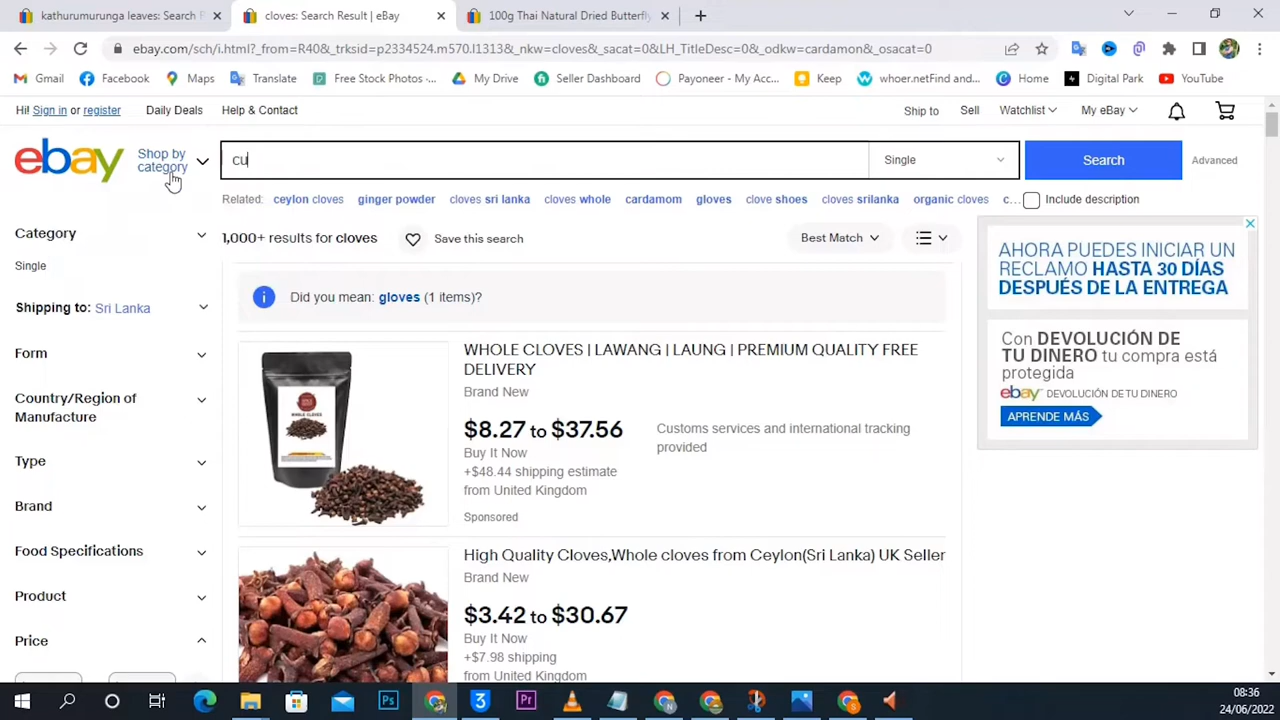 kathurumurunga leaves: Search P
cloves: Search Result | eBay
100g Thai Natural Dried Butterfly
ebay.com/sch/i.html?_from=R40&_trksid=p2334524.m570.l1313&_nkw=cloves&_sacat=0&LH_TitleDesc=0&_odkw=cardamon&_osacat=0
Gmail Facebook Maps Translate Free Stock Photos -... My Drive Seller Dashboard Payoneer - My Acc... Keep whoer.netFind and... Home Digital Park YouTube
Hi! Sign in or register Daily Deals Help & Contact Ship to Sell Watchlist My eBay
ebay
Shop by
category
cu
Single
Search
Advanced
Related: ceylon cloves ginger powder cloves sri lanka cloves whole cardamom gloves clove shoes cloves srilanka organic cloves c... Include description
Category
Single
Shipping to: Sri Lanka
Form
Country/Region of
Manufacture
Type
Brand
Food Specifications
Product
Price
1,000+ results for cloves
Save this search
Best Match
Did you mean: gloves (1 items)?
WHOLE CLOVES | LAWANG | LAUNG | PREMIUM QUALITY FREE
DELIVERY
Brand New
$8.27 to $37.56
Buy It Now
+$48.44 shipping estimate
from United Kingdom
Sponsored
Customs services and international tracking
provided
WHOLE CLOVES
High Quality Cloves,Whole cloves from Ceylon(Sri Lanka) UK Seller
Brand New
$3.42 to $30.67
Buy It Now
+$7.98 shipping
from United Kingdom
AHORA PUEDES INICIAR UN
RECLAMO HASTA 30 DÍAS
DESPUÉS DE LA ENTREGA
Con DEVOLUCIÓN DE
TU DINERO tu compra está
protegida
ebay DEVOLUCIÓN DE TU DINERO
APRENDE MÁS
Ps
3
Pr
08:36
24/06/2022